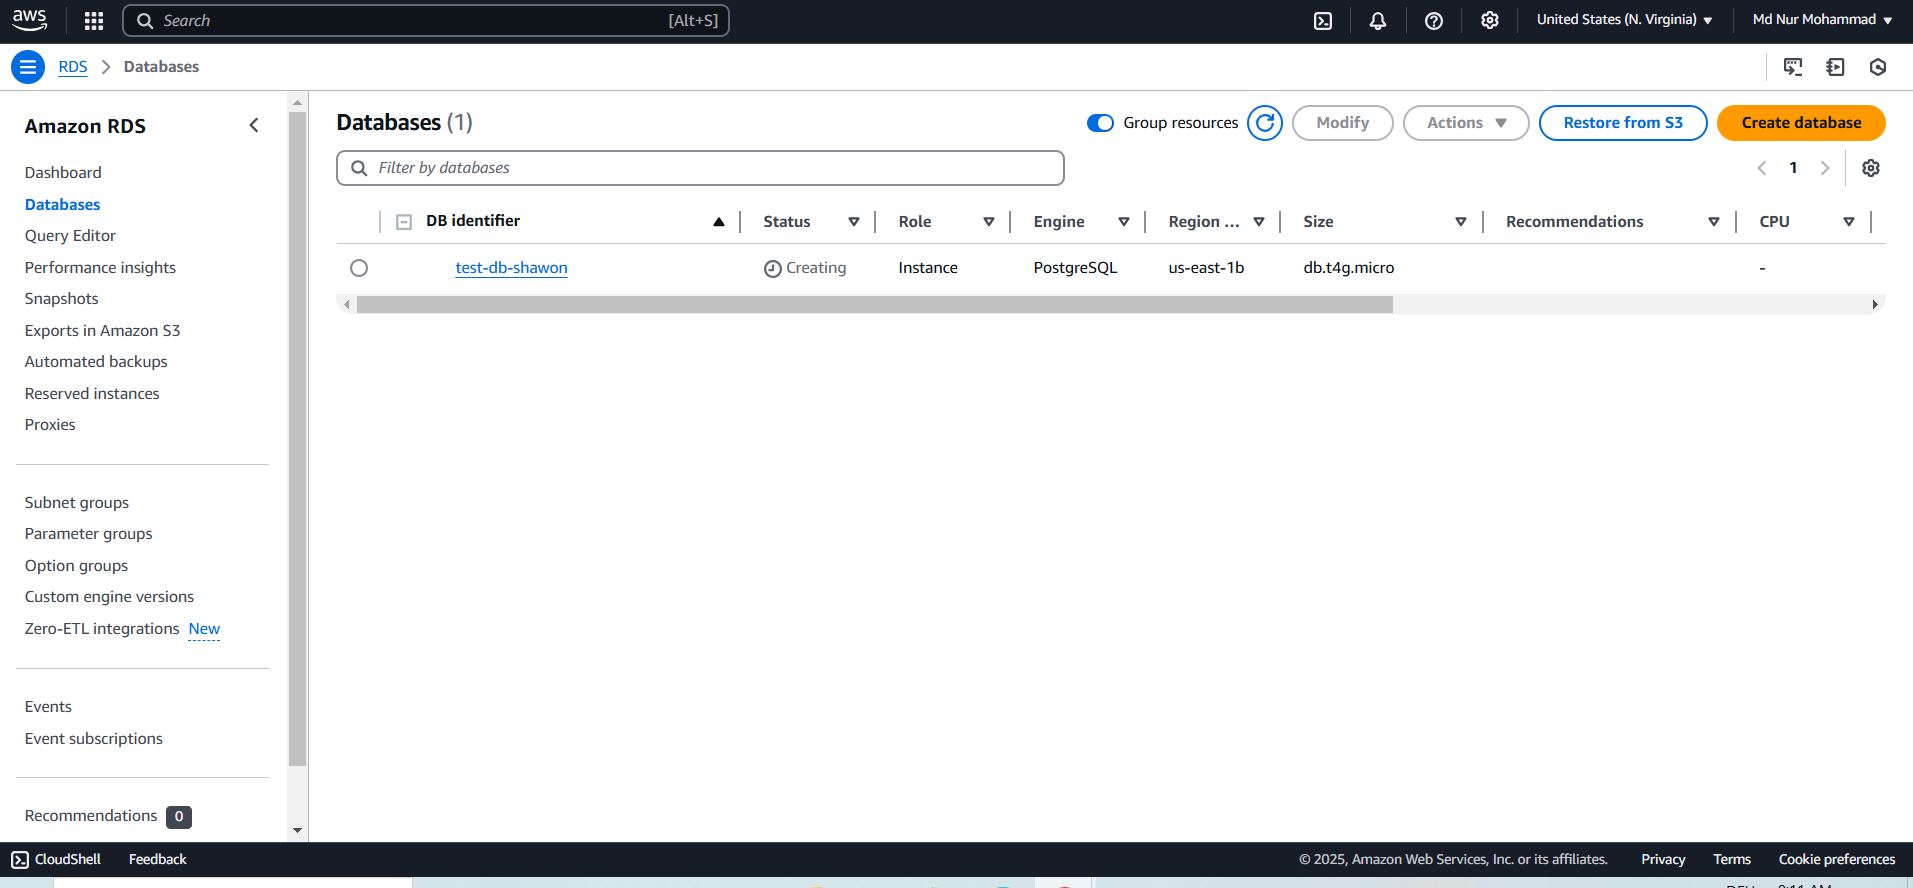 aws
Search [Alt+S]
United States (N. Virginia) Md Nur Mohammad
RDS Databases
Amazon RDS
Dashboard
Databases
Query Editor
Performance insights
Snapshots
Exports in Amazon S3
Automated backups
Reserved instances
Proxies
Subnet groups
Parameter groups
Option groups
Custom engine versions
Zero-ETL integrations New
Events
Event subscriptions
Recommendations 0
Databases (1)
Group resources Modify Actions Restore from S3 Create database
Filter by databases
1
DB identifier Status Role Engine Region ... Size Recommendations CPU
test-db-shawon Creating Instance PostgreSQL us-east-1b db.t4g.micro -
CloudShell Feedback
© 2025, Amazon Web Services, Inc. or its affiliates. Privacy Terms Cookie preferences